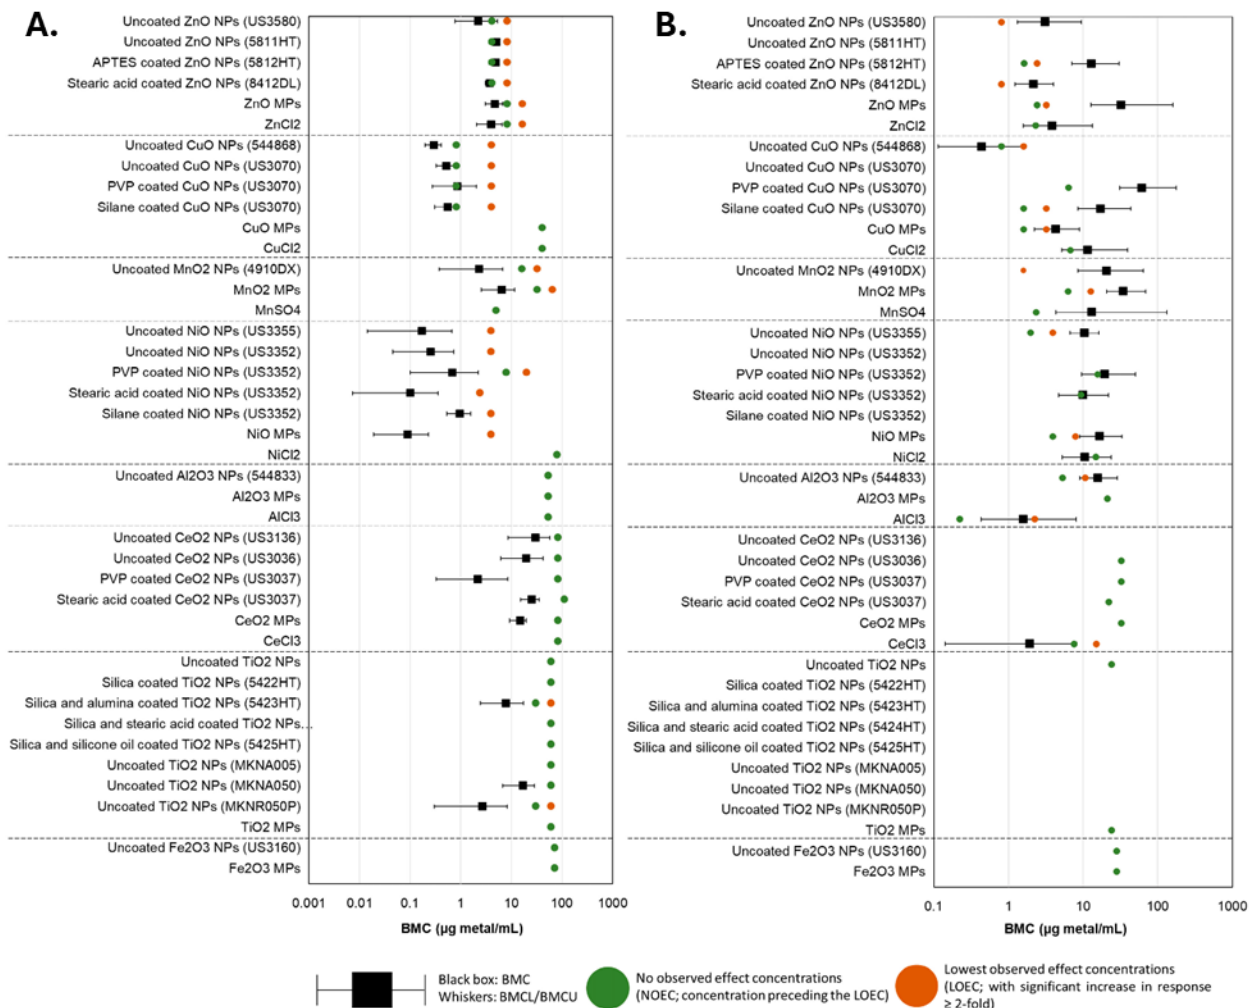 A.
Uncoated ZnO NPs (US3580)
Uncoated ZnO NPs (5811HT)
APTES coated ZnO NPs (5812HT)
Stearic acid coated ZnO NPs (8412DL)
ZnO MPs
ZnCl2
Uncoated CuO NPs (544868)
Uncoated CuO NPs (US3070)
PVP coated CuO NPs (US3070)
Silane coated CuO NPs (US3070)
CuO MPs
CuCl2
Uncoated MnO2 NPs (4910DX)
MnO2 MPs
MnSO4
Uncoated NiO NPs (US3355)
Uncoated NiO NPs (US3352)
PVP coated NiO NPs (US3352)
Stearic acid coated NiO NPs (US3352)
Silane coated NiO NPs (US3352)
NiO MPs
NiCl2
Uncoated Al2O3 NPs (544833)
Al2O3 MPs
AlCl3
Uncoated CeO2 NPs (US3136)
Uncoated CeO2 NPs (US3036)
PVP coated CeO2 NPs (US3037)
Stearic acid coated CeO2 NPs (US3037)
CeO2 MPs
CeCl3
Uncoated TiO2 NPs
Silica coated TiO2 NPs (5422HT)
Silica and alumina coated TiO2 NPs (5423HT)
Silica and stearic acid coated TiO2 NPs...
Silica and silicone oil coated TiO2 NPs (5425HT)
Uncoated TiO2 NPs (MKNA005)
Uncoated TiO2 NPs (MKNA050)
Uncoated TiO2 NPs (MKNR050P)
TiO2 MPs
Uncoated Fe2O3 NPs (US3160)
Fe2O3 MPs
0.001 0.01 0.1 1 10 100 1000
BMC (µg metal/mL)
B.
Uncoated ZnO NPs (US3580)
Uncoated ZnO NPs (5811HT)
APTES coated ZnO NPs (5812HT)
Stearic acid coated ZnO NPs (8412DL)
ZnO MPs
ZnCl2
Uncoated CuO NPs (544868)
Uncoated CuO NPs (US3070)
PVP coated CuO NPs (US3070)
Silane coated CuO NPs (US3070)
CuO MPs
CuCl2
Uncoated MnO2 NPs (4910DX)
MnO2 MPs
MnSO4
Uncoated NiO NPs (US3355)
Uncoated NiO NPs (US3352)
PVP coated NiO NPs (US3352)
Stearic acid coated NiO NPs (US3352)
Silane coated NiO NPs (US3352)
NiO MPs
NiCl2
Uncoated Al2O3 NPs (544833)
Al2O3 MPs
AlCl3
Uncoated CeO2 NPs (US3136)
Uncoated CeO2 NPs (US3036)
PVP coated CeO2 NPs (US3037)
Stearic acid coated CeO2 NPs (US3037)
CeO2 MPs
CeCl3
Uncoated TiO2 NPs
Silica coated TiO2 NPs (5422HT)
Silica and alumina coated TiO2 NPs (5423HT)
Silica and stearic acid coated TiO2 NPs (5424HT)
Silica and silicone oil coated TiO2 NPs (5425HT)
Uncoated TiO2 NPs (MKNA005)
Uncoated TiO2 NPs (MKNA050)
Uncoated TiO2 NPs (MKNR050P)
TiO2 MPs
Uncoated Fe2O3 NPs (US3160)
Fe2O3 MPs
0.1 1 10 100 1000
BMC (µg metal/mL)
Black box: BMC
Whiskers: BMCL/BMCU
No observed effect concentrations
(NOEC; concentration preceding the LOEC)
Lowest observed effect concentrations
(LOEC; with significant increase in response
≥ 2-fold)